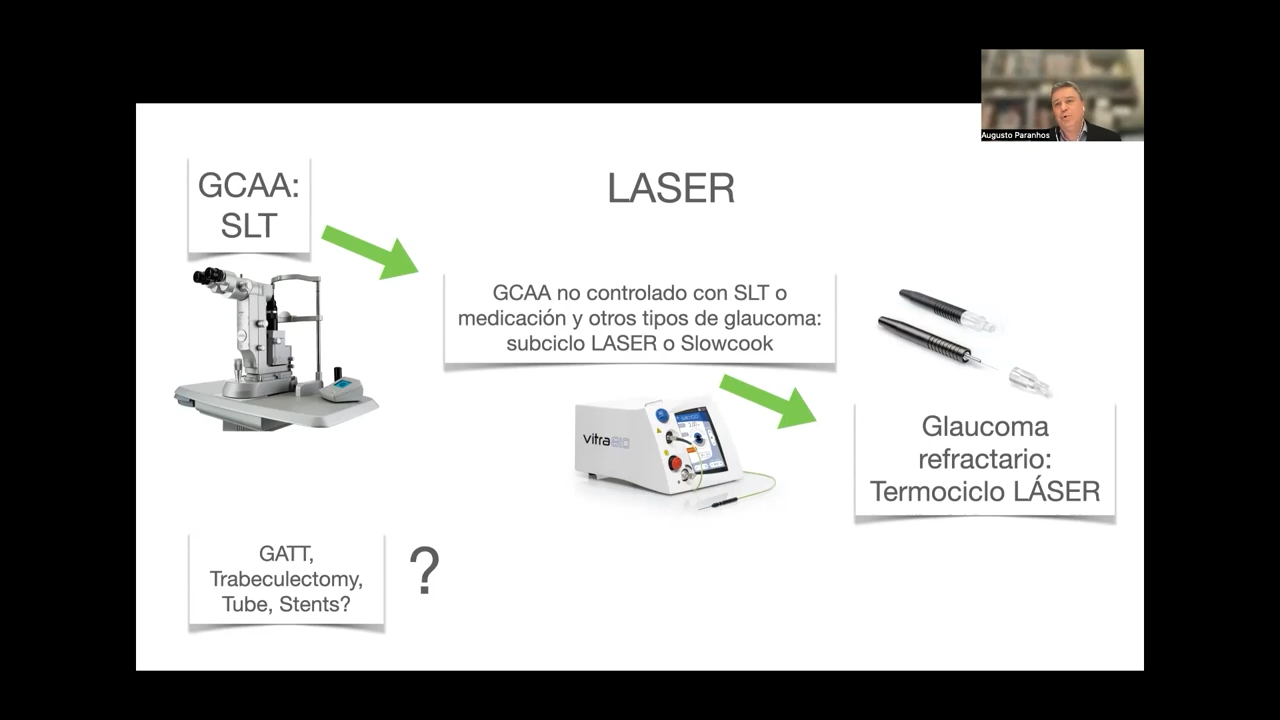 Augusto Paranhos
GCAA:
SLT
LASER
GCAA no controlado con SLT o
medicación y otros tipos de glaucoma:
subciclo LASER o Slowcook
vitra 810
Glaucoma
refractario:
Termociclo LÁSER
GATT,
Trabeculectomy,
Tube, Stents?
?